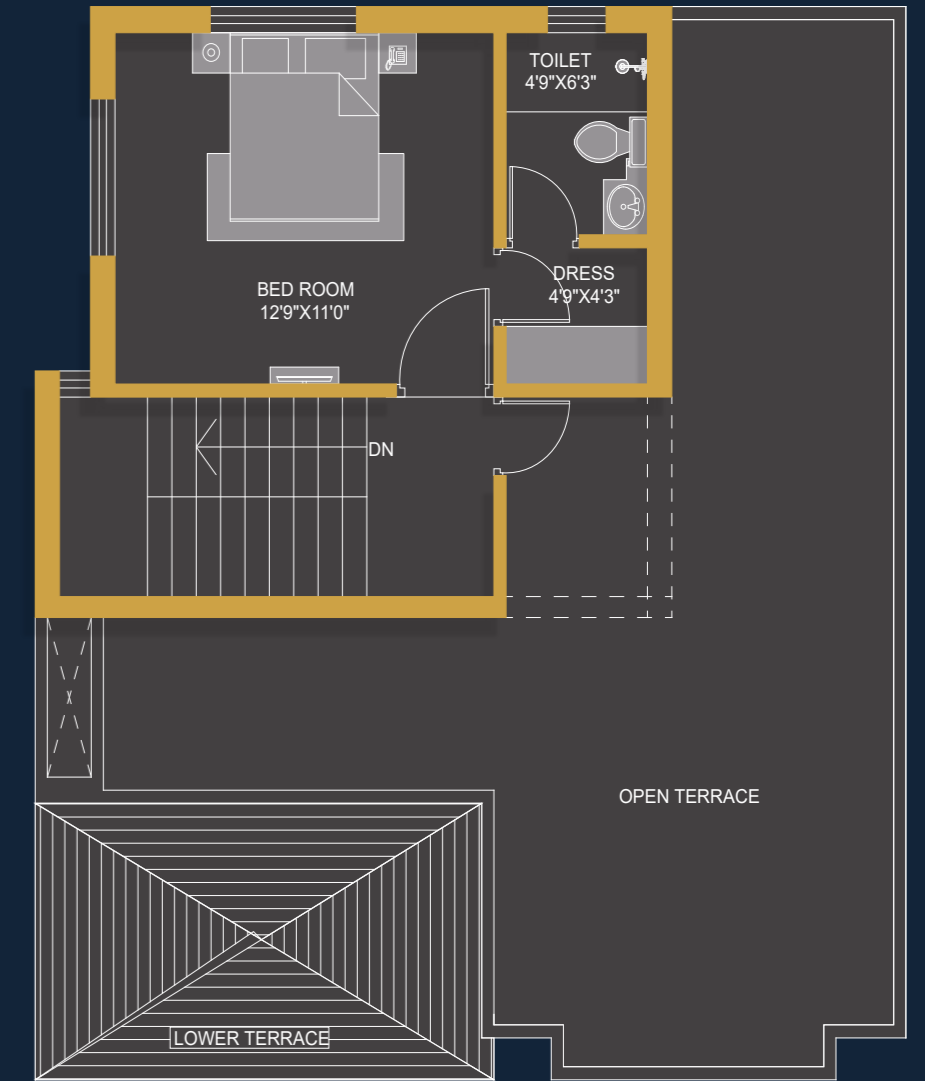 TOILET
4'9"X6'3"
BED ROOM
12'9"X11'0"
DRESS
4'9"X4'3"
DN
OPEN TERRACE
LOWER TERRACE